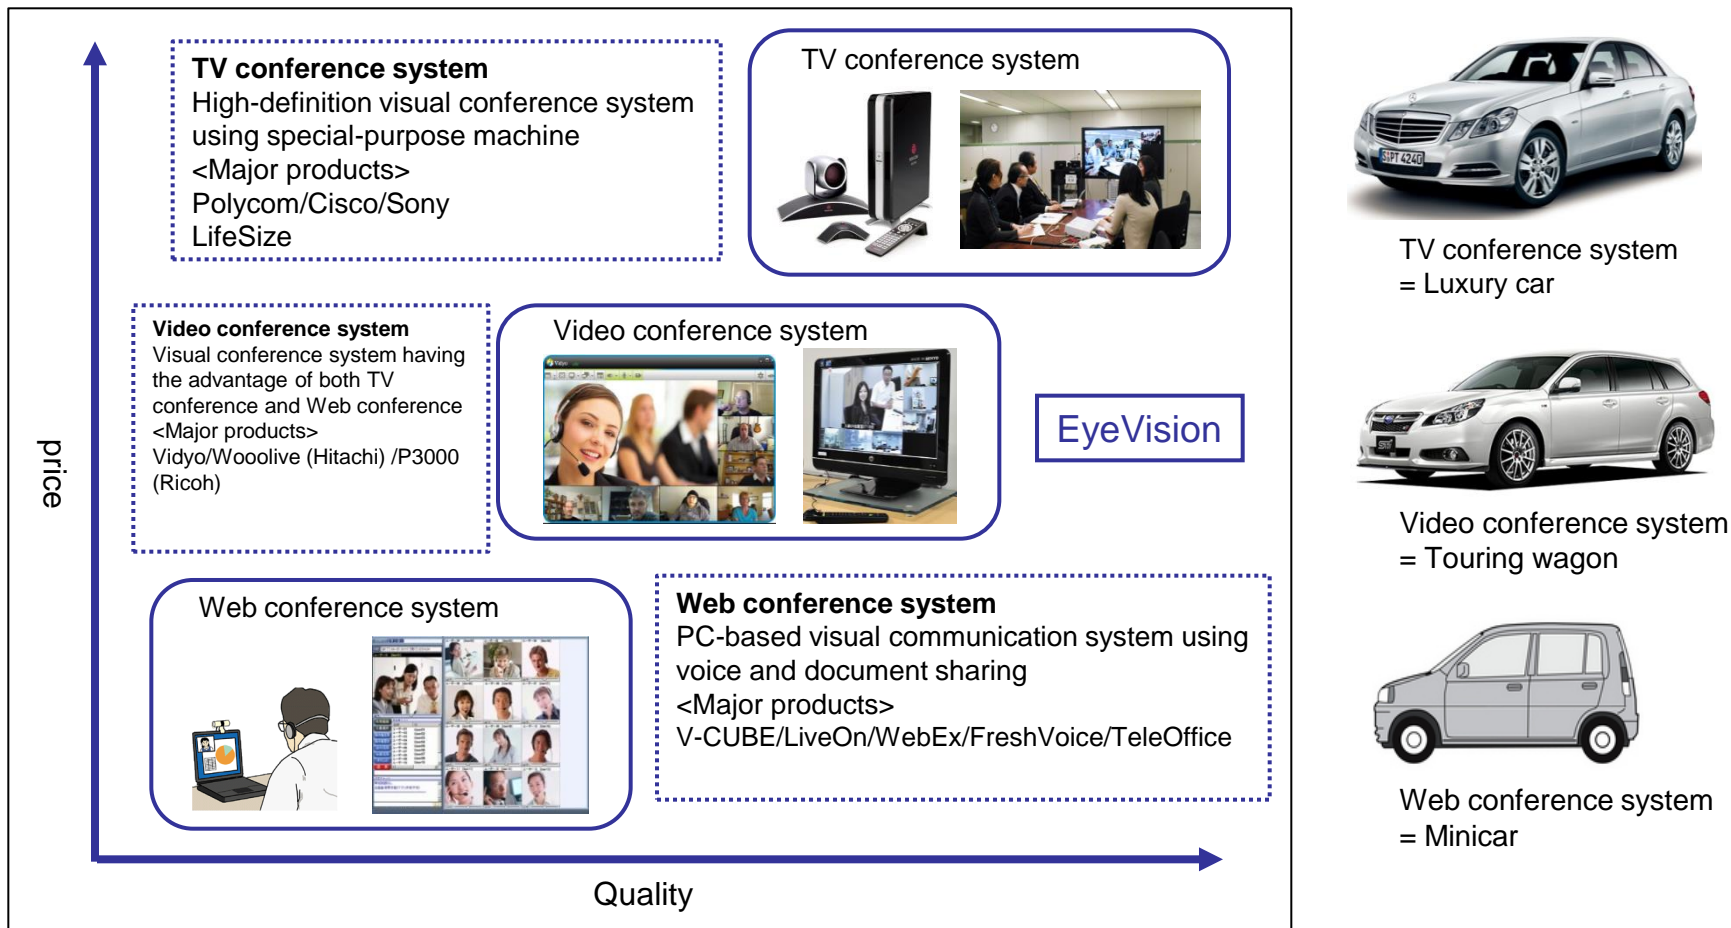 TV conference system
High-definition visual conference system
using special-purpose machine
<Major products>
Polycom/Cisco/Sony
LifeSize
TV conference system
Video conference system
Visual conference system having
the advantage of both TV
conference and Web conference
<Major products>
Vidyo/Wooolive (Hitachi) /P3000
(Ricoh)
Video conference system
Vidyo
EyeVision
Web conference system
Web conference system
PC-based visual communication system using
voice and document sharing
<Major products>
V-CUBE/LiveOn/WebEx/FreshVoice/TeleOffice
price
Quality
S PT 4240
TV conference system
= Luxury car
Video conference system
= Touring wagon
Web conference system
= Minicar